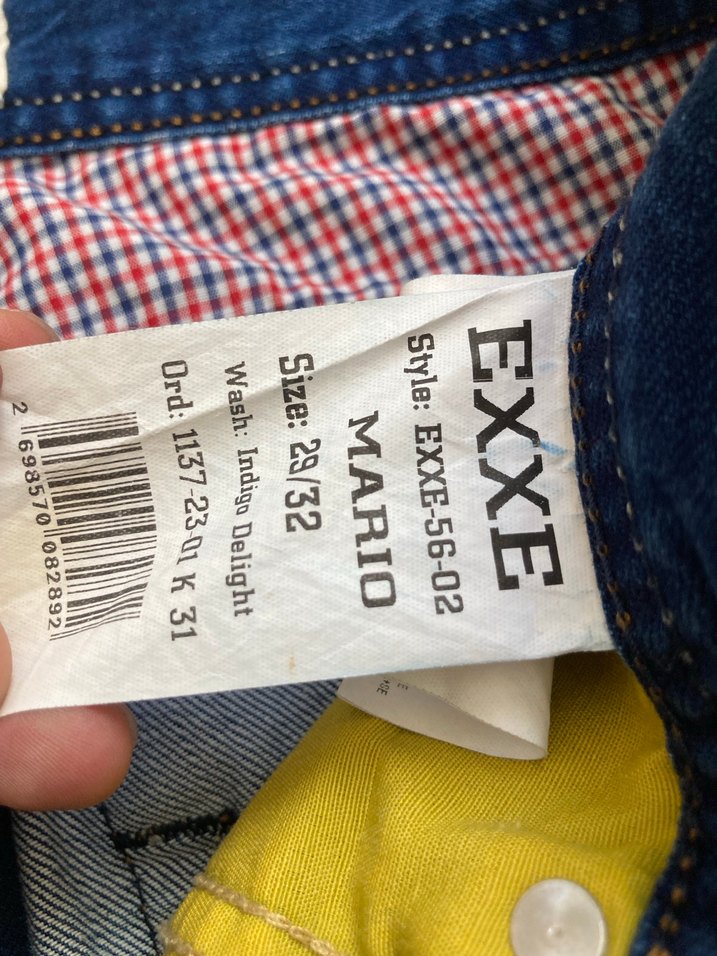 EXXE
Style: EXXE-56-02
MARIO
Size: 29/32
Wash: Indigo Delight
Ord: 1137-23-01 K 31
2 698570 082892